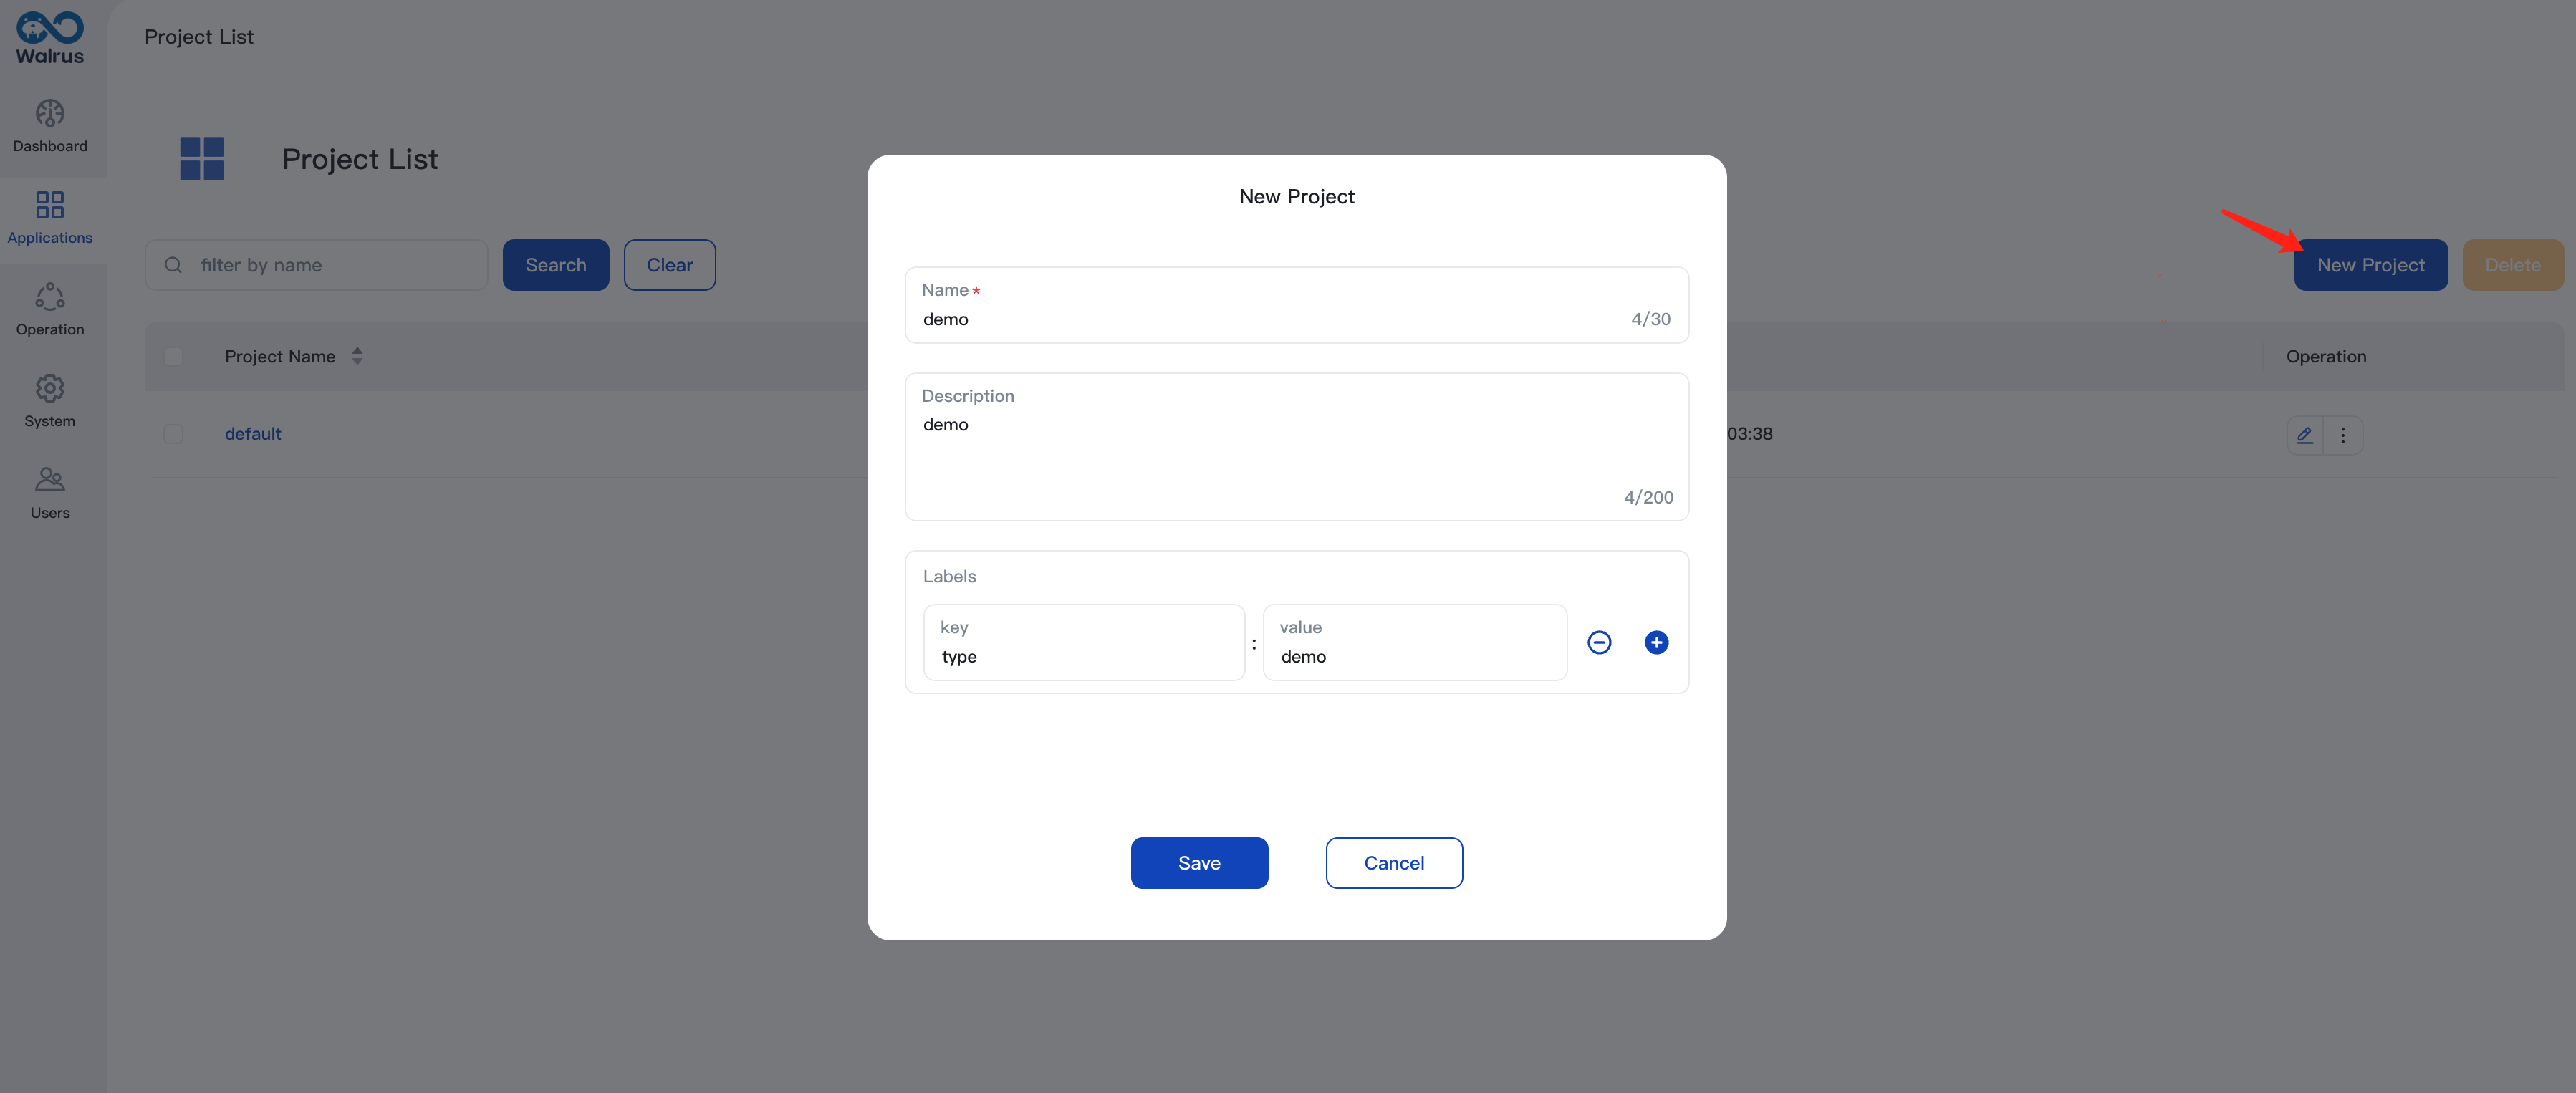 Walrus
Project List
Dashboard
Project List
Applications
filter by name
Search
Clear
New Project
Delete
Operation
Project Name
Operation
default
03:38
System
Users
New Project
Name*
demo
4/30
Description
demo
4/200
Labels
key
type
:
value
demo
Save
Cancel